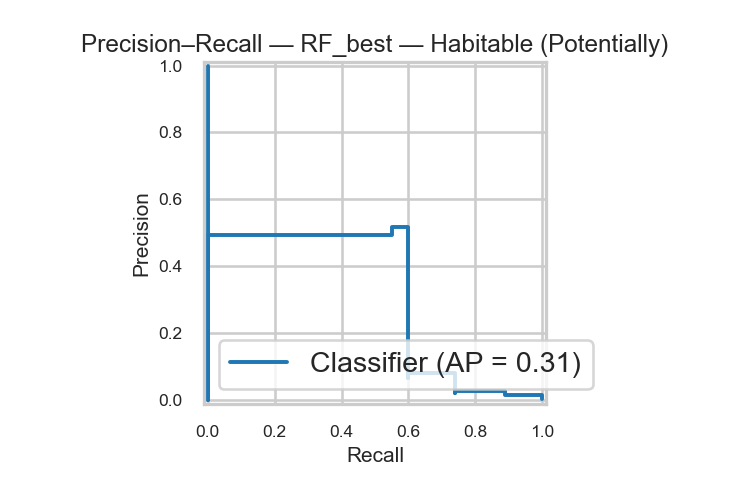 Precision–Recall — RF_best — Habitable (Potentially)
1.0
0.8
0.6
0.4
0.2
0.0
Precision
Classifier (AP = 0.31)
0.0 0.2 0.4 0.6 0.8 1.0
Recall